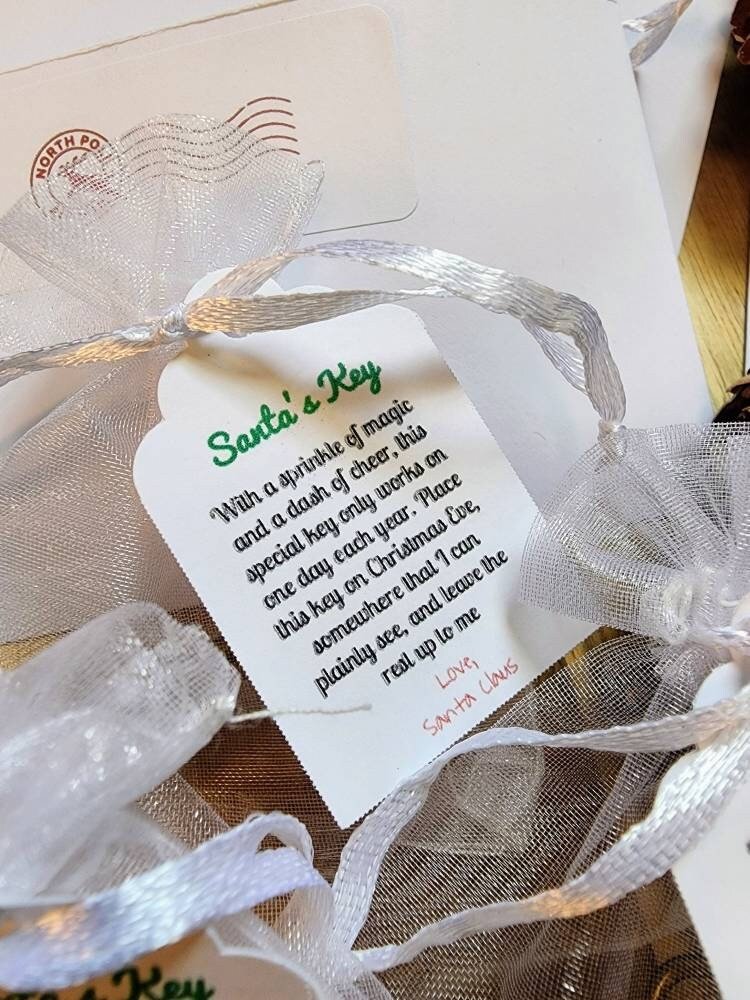 NORTH PO
Santa's Key
With a sprinkle of magic
and a dash of cheer, this
special key only works on
one day each year. Place
this key on Christmas Eve,
somewhere that I can
plainly see, and leave the
rest up to me
Love,
Santa Claus
Key